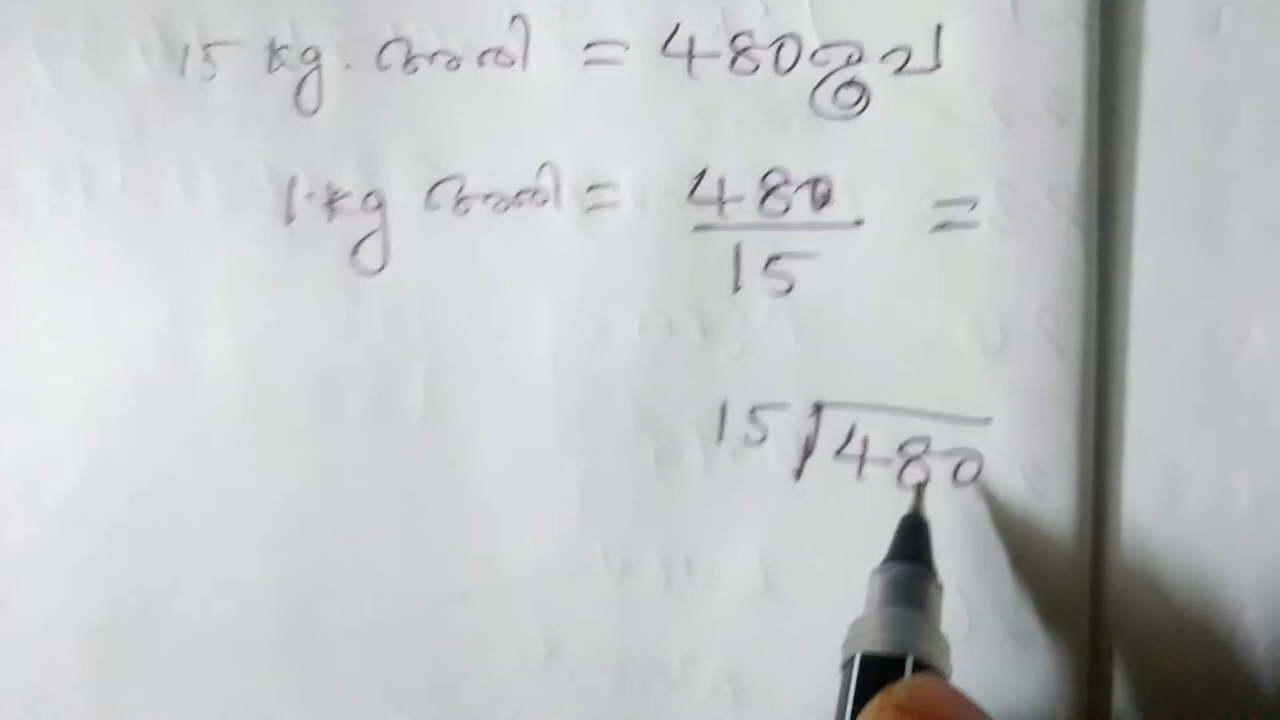 15 kg. അരി = 480 രൂപ
1 kg അരി = 480/15 =
15)480